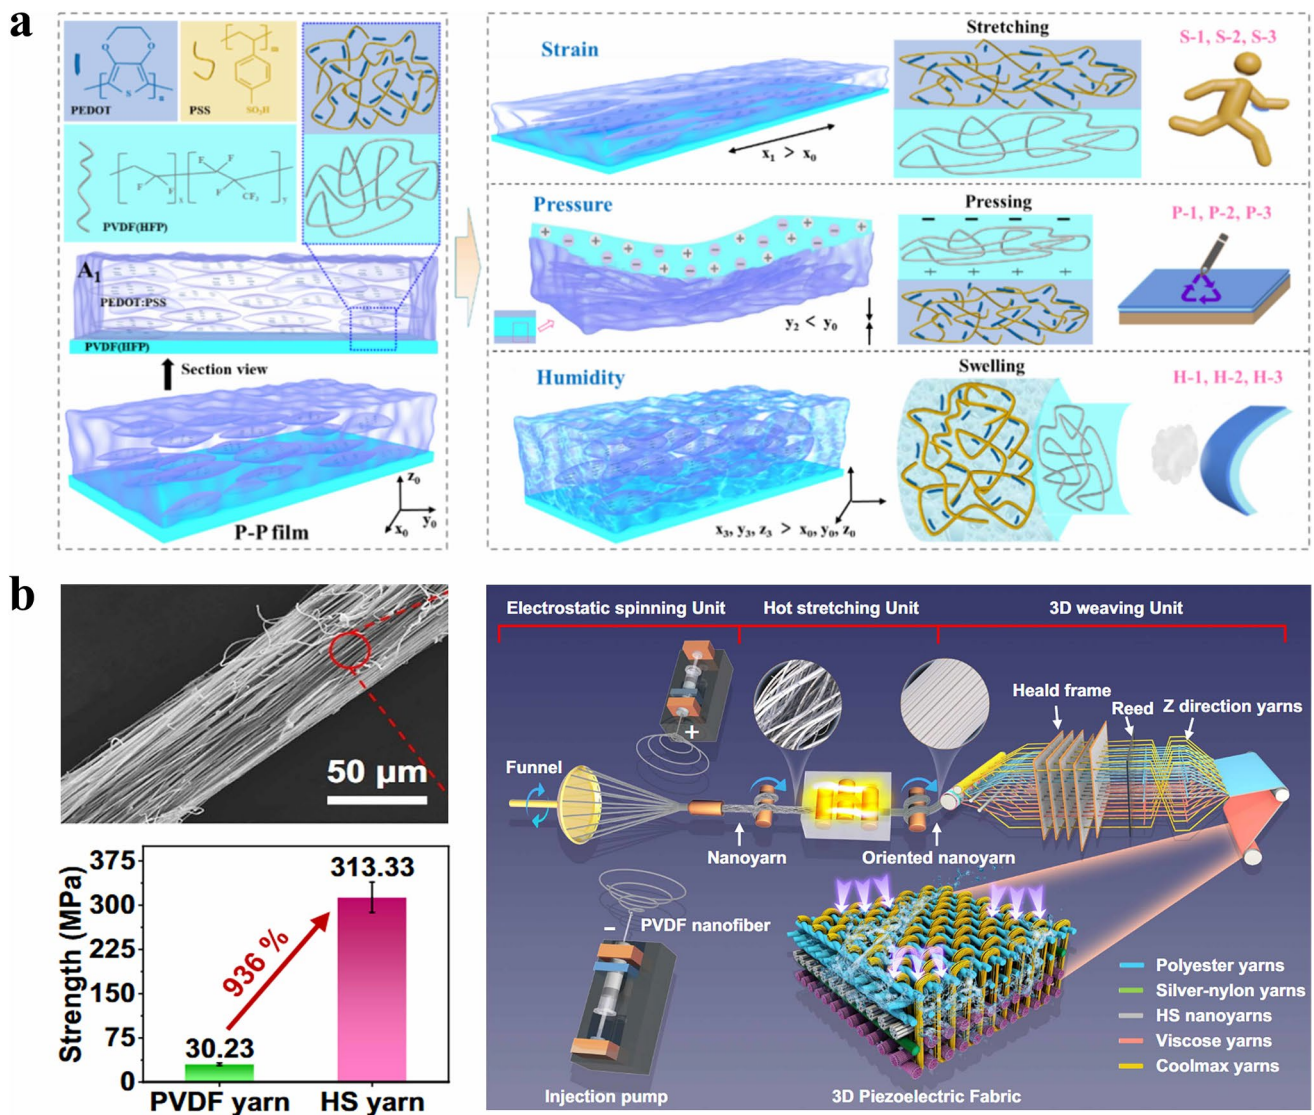 a
PEDOT
O
O
S
n
PSS
m
SO₃H
PVDF(HFP)
F
F
F
F
F
CF₃
x
y
A₁
PEDOT:PSS
PVDF(HFP)
Section view
P-P film
z₀
y₀
x₀
Strain
x₁ > x₀
Stretching
S-1, S-2, S-3
Pressure
y₂ < y₀
Pressing
P-1, P-2, P-3
Humidity
x₃, y₃, z₃ > x₀, y₀, z₀
Swelling
H-1, H-2, H-3
b
50 μm
Strength (MPa)
375
300
225
150
75
0
30.23
936 %
313.33
PVDF yarn
HS yarn
Electrostatic spinning Unit
Hot stretching Unit
3D weaving Unit
Funnel
+
Nanoyarn
Oriented nanoyarn
Heald frame
Reed
Z direction yarns
−
PVDF nanofiber
Injection pump
3D Piezoelectric Fabric
Polyester yarns
Silver-nylon yarns
HS nanoyarns
Viscose yarns
Coolmax yarns